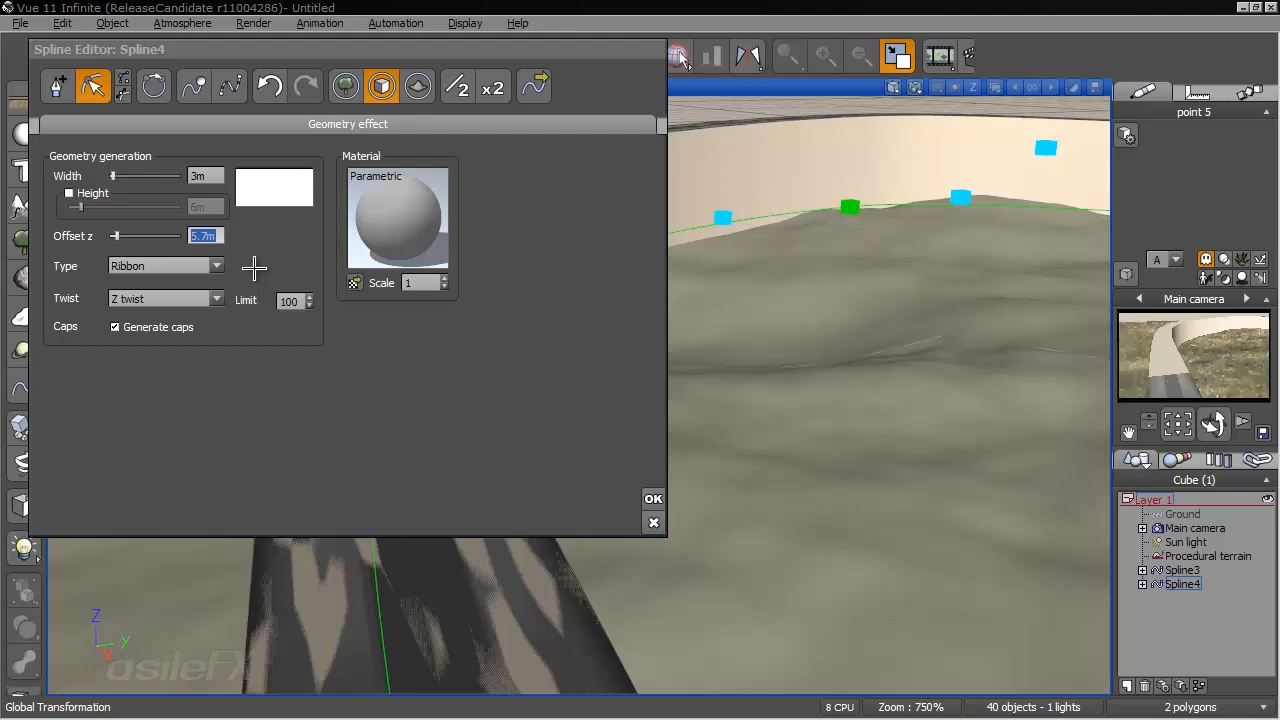 Vue 11 Infinite (ReleaseCandidate r11004286)- Untitled
File Edit Object Atmosphere Render Animation Automation Display Help
Spline Editor: Spline4
/2 x2
Geometry effect
Geometry generation
Width 3m
Height
6m
Offset z 5.7m
Type Ribbon
Twist Z twist Limit 100
Caps Generate caps
Material
Parametric
Scale 1
OK
point 5
A
Main camera
Cube (1)
Layer 1
Ground
Main camera
Sun light
Procedural terrain
Spline3
Spline4
Z
Y
X
asileFX
Global Transformation 8 CPU Zoom : 750% 40 objects - 1 lights 2 polygons